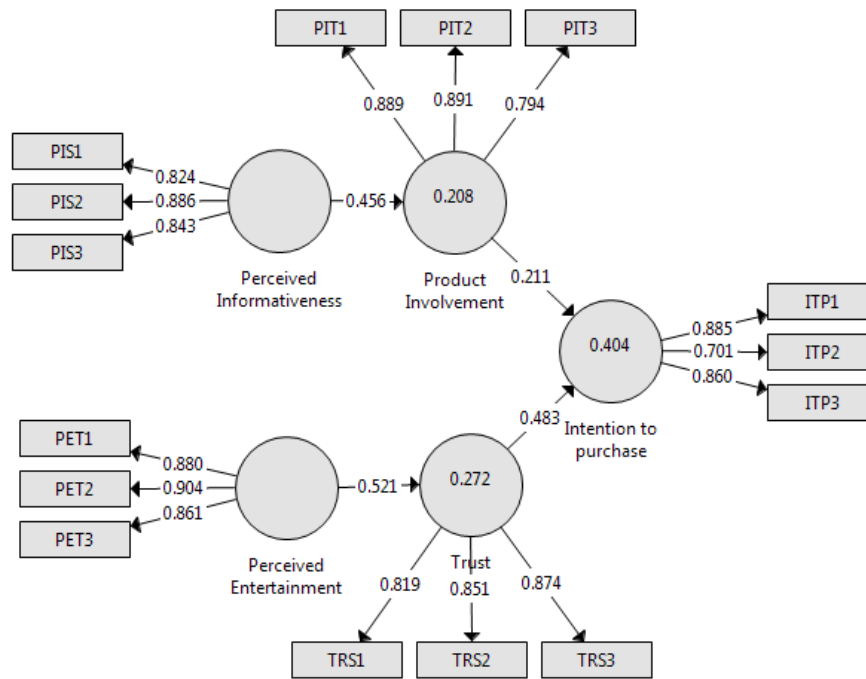 PIT1
PIT2
PIT3
0.889
0.891
0.794
PIS1
PIS2
PIS3
0.824
0.886
0.843
0.456
0.208
Perceived
Informativeness
Product
Involvement
0.211
ITP1
ITP2
ITP3
0.885
0.701
0.860
0.404
Intention to
purchase
0.483
PET1
PET2
PET3
0.880
0.904
0.861
0.521
0.272
Perceived
Entertainment
Trust
0.819
0.851
0.874
TRS1
TRS2
TRS3